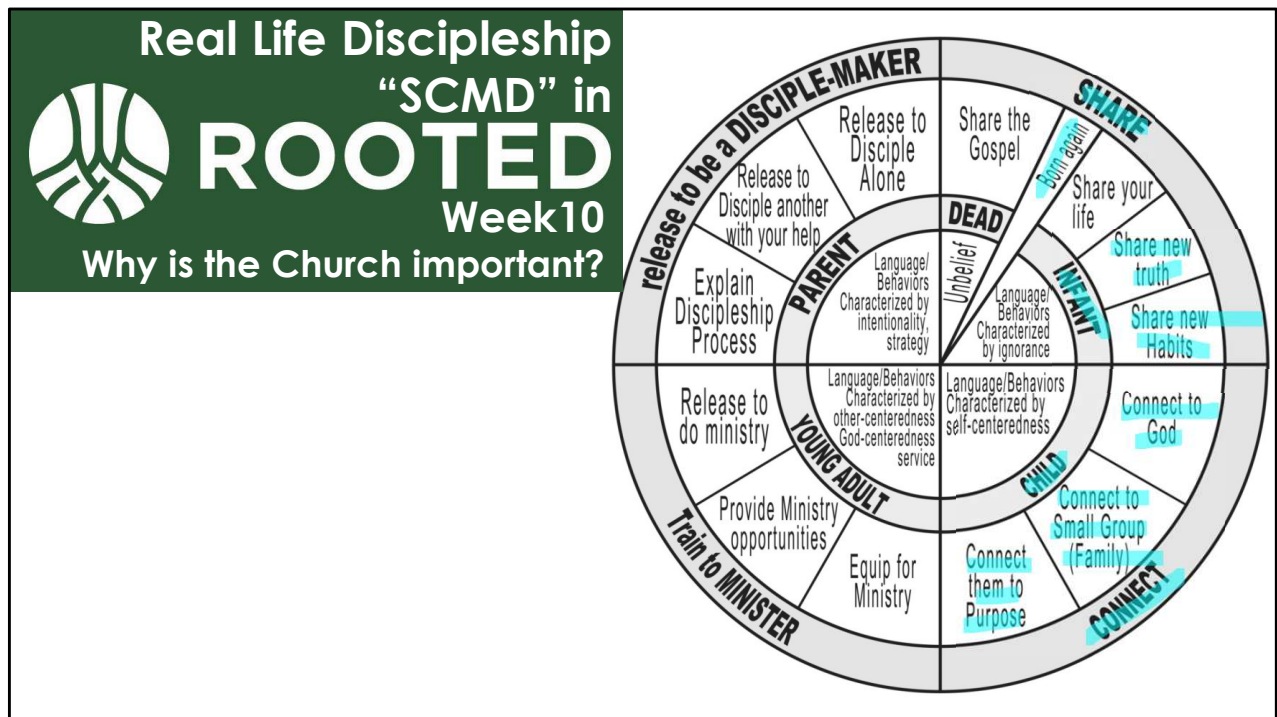 Real Life Discipleship
“SCMD” in
ROOTED
Week10
Why is the Church important?
SHARE
Share the
Gospel
Born again
Share your
life
Share new
truth
Share new
Habits
DEAD
Unbelief
INFANT
Language/
Behaviors
Characterized
by ignorance
CONNECT
Connect to
God
Connect to
Small Group
(Family)
Connect
them to
Purpose
CHILD
Language/Behaviors
Characterized by
self-centeredness
Train to MINISTER
Equip for
Ministry
Provide Ministry
opportunities
Release to
do ministry
YOUNG ADULT
Language/Behaviors
Characterized by
other-centeredness
God-centeredness
service
release to be a DISCIPLE-MAKER
Explain
Discipleship
Process
Release to
Disciple another
with your help
Release to
Disciple
Alone
PARENT
Language/
Behaviors
Characterized by
intentionality,
strategy